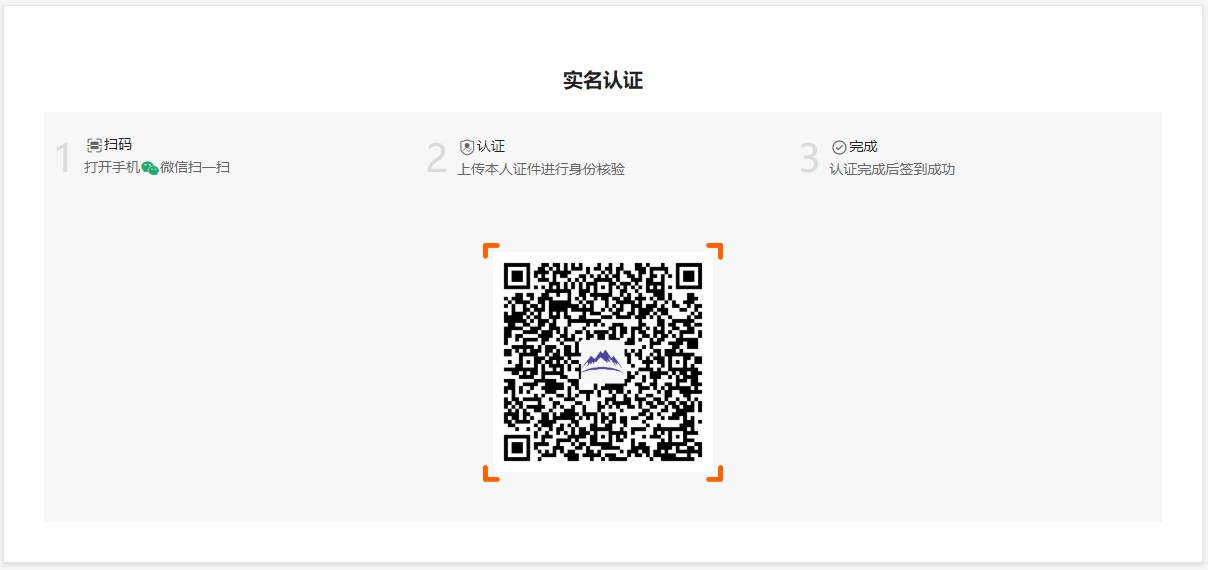 实名认证
1
扫码
打开手机微信扫一扫
2
认证
上传本人证件进行身份核验
3
完成
认证完成后签到成功